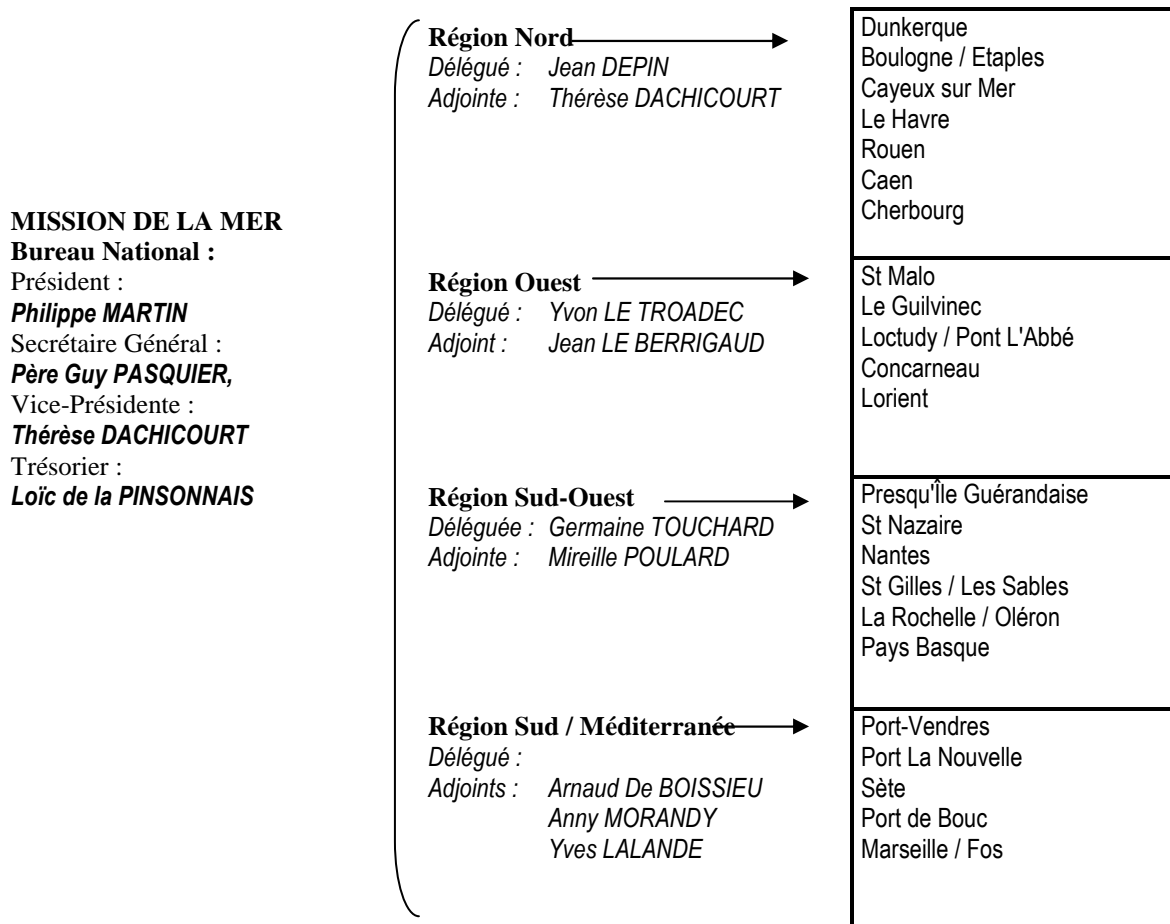 MISSION DE LA MER
Bureau National :
Président :
Philippe MARTIN
Secrétaire Général :
Père Guy PASQUIER,
Vice-Présidente :
Thérèse DACHICOURT
Trésorier :
Loïc de la PINSONNAIS
Région Nord
Délégué : Jean DEPIN
Adjointe : Thérèse DACHICOURT
Dunkerque
Boulogne / Etaples
Cayeux sur Mer
Le Havre
Rouen
Caen
Cherbourg
Région Ouest
Délégué : Yvon LE TROADEC
Adjoint : Jean LE BERRIGAUD
St Malo
Le Guilvinec
Loctudy / Pont L'Abbé
Concarneau
Lorient
Région Sud-Ouest
Déléguée : Germaine TOUCHARD
Adjointe : Mireille POULARD
Presqu'Île Guérandaise
St Nazaire
Nantes
St Gilles / Les Sables
La Rochelle / Oléron
Pays Basque
Région Sud / Méditerranée
Délégué :
Adjoints : Arnaud De BOISSIEU
Anny MORANDY
Yves LALANDE
Port-Vendres
Port La Nouvelle
Sète
Port de Bouc
Marseille / Fos